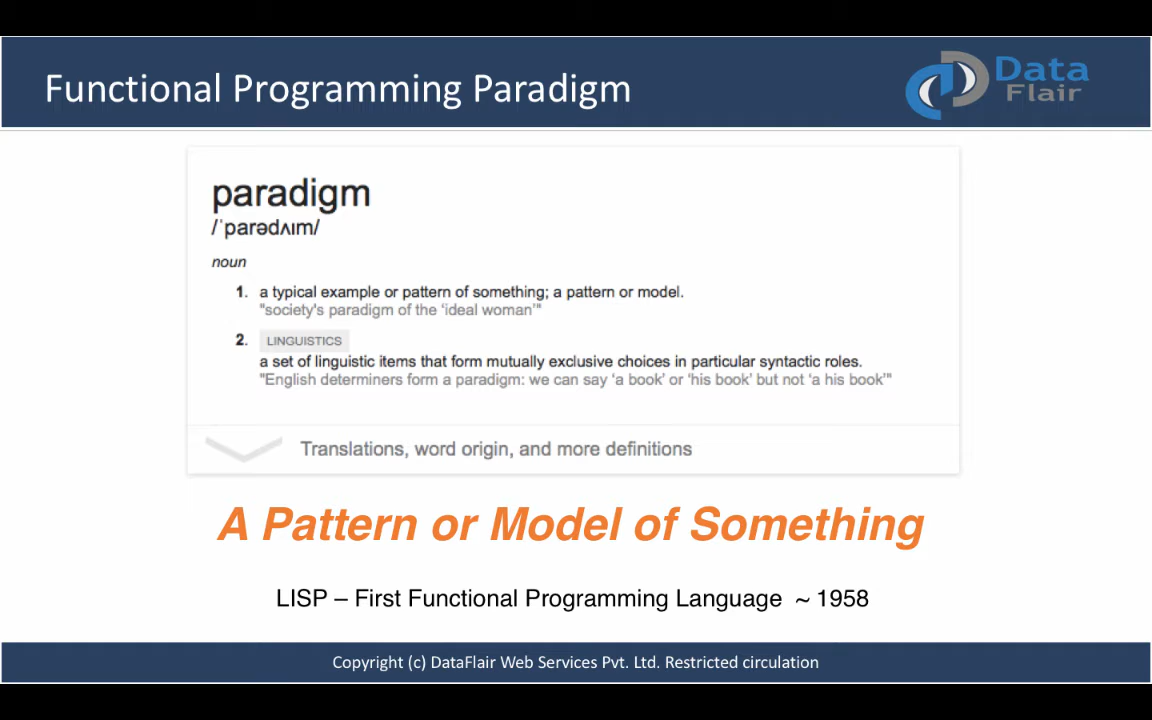 Functional Programming Paradigm
Data
Flair
paradigm
/ˈparədʌɪm/
noun
1. a typical example or pattern of something; a pattern or model.
"society's paradigm of the ‘ideal woman’"
2. LINGUISTICS
a set of linguistic items that form mutually exclusive choices in particular syntactic roles.
"English determiners form a paradigm: we can say ‘a book’ or ‘his book’ but not ‘a his book’"
Translations, word origin, and more definitions
A Pattern or Model of Something
LISP – First Functional Programming Language ~ 1958
Copyright (c) DataFlair Web Services Pvt. Ltd. Restricted circulation